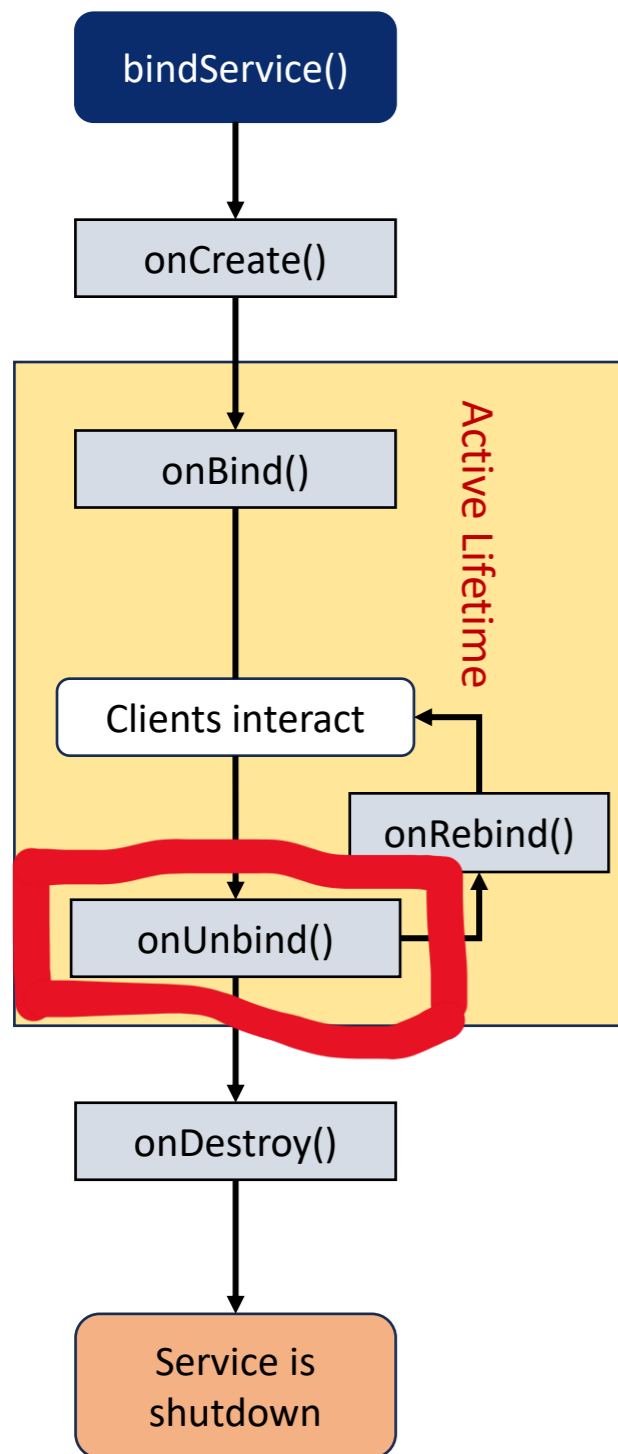 bindService()
onCreate()
onBind()
Active Lifetime
Clients interact
onRebind()
onUnbind()
onDestroy()
Service is
shutdown